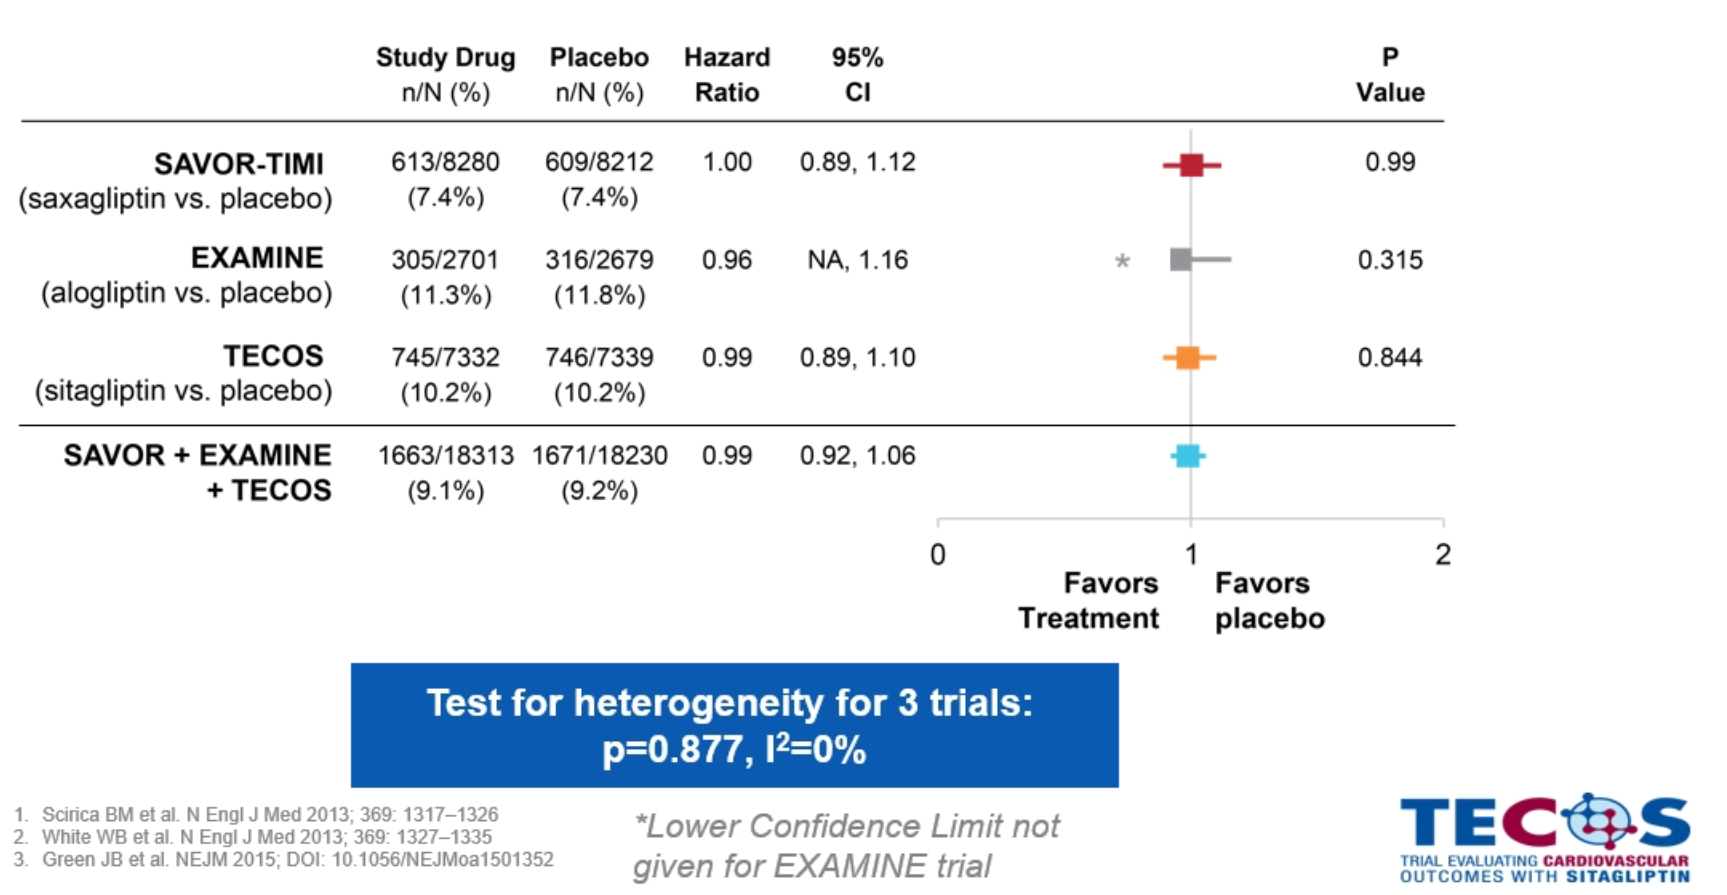 Study Drug Placebo Hazard 95% P
n/N (%) n/N (%) Ratio CI Value
SAVOR-TIMI 613/8280 609/8212 1.00 0.89, 1.12 0.99
(saxagliptin vs. placebo) (7.4%) (7.4%)
EXAMINE 305/2701 316/2679 0.96 NA, 1.16 * 0.315
(alogliptin vs. placebo) (11.3%) (11.8%)
TECOS 745/7332 746/7339 0.99 0.89, 1.10 0.844
(sitagliptin vs. placebo) (10.2%) (10.2%)
SAVOR + EXAMINE 1663/18313 1671/18230 0.99 0.92, 1.06
+ TECOS (9.1%) (9.2%)
0 1 2
Favors Favors
Treatment placebo
Test for heterogeneity for 3 trials:
p=0.877, I²=0%
1. Scirica BM et al. N Engl J Med 2013; 369: 1317–1326
2. White WB et al. N Engl J Med 2013; 369: 1327–1335
3. Green JB et al. NEJM 2015; DOI: 10.1056/NEJMoa1501352
*Lower Confidence Limit not
given for EXAMINE trial
TECOS
TRIAL EVALUATING CARDIOVASCULAR
OUTCOMES WITH SITAGLIPTIN